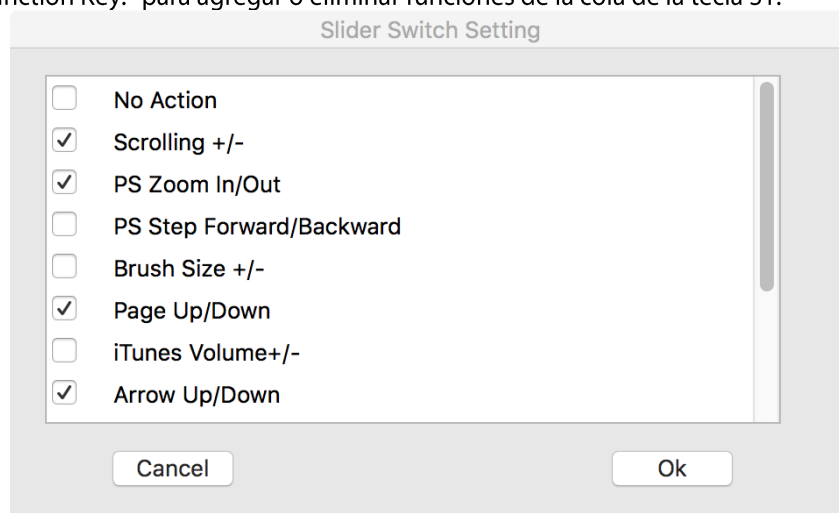 nction Key." para agregar o eliminar funciones de la cola de la tecla S1.
Slider Switch Setting
No Action
Scrolling +/-
PS Zoom In/Out
PS Step Forward/Backward
Brush Size +/-
Page Up/Down
iTunes Volume+/-
Arrow Up/Down
Cancel
Ok